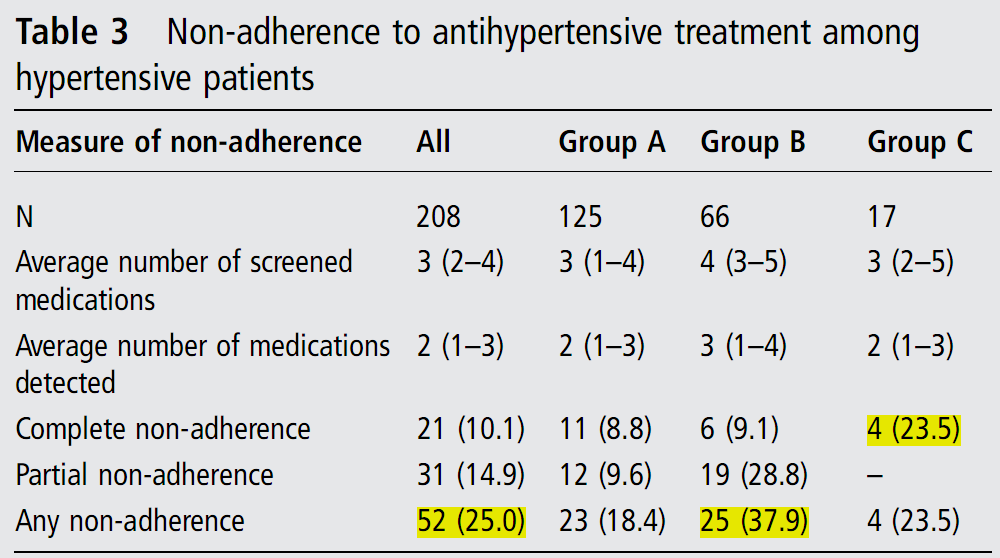 Table 3 Non-adherence to antihypertensive treatment among
hypertensive patients
Measure of non-adherence All Group A Group B Group C
N 208 125 66 17
Average number of screened 3 (2–4) 3 (1–4) 4 (3–5) 3 (2–5)
medications
Average number of medications 2 (1–3) 2 (1–3) 3 (1–4) 2 (1–3)
detected
Complete non-adherence 21 (10.1) 11 (8.8) 6 (9.1) 4 (23.5)
Partial non-adherence 31 (14.9) 12 (9.6) 19 (28.8) –
Any non-adherence 52 (25.0) 23 (18.4) 25 (37.9) 4 (23.5)